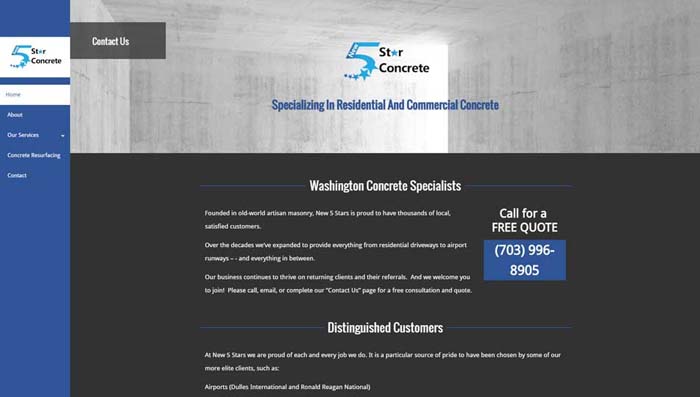 New
5 Star
Concrete
Home
About
Our Services
Concrete Resurfacing
Contact
Contact Us
New
5 Star
Concrete
Specializing In Residential And Commercial Concrete
Washington Concrete Specialists
Founded in old-world artisan masonry, New 5 Stars is proud to have thousands of local,
satisfied customers.
Over the decades we've expanded to provide everything from residential driveways to airport
runways – - and everything in between.
Our business continues to thrive on returning clients and their referrals. And we welcome you
to join! Please call, email, or complete our "Contact Us" page for a free consultation and quote.
Call for a
FREE QUOTE
(703) 996-
8905
Distinguished Customers
At New 5 Stars we are proud of each and every job we do. It is a particular source of pride to have been chosen by some of our
more elite clients, such as:
Airports (Dulles International and Ronald Reagan National)